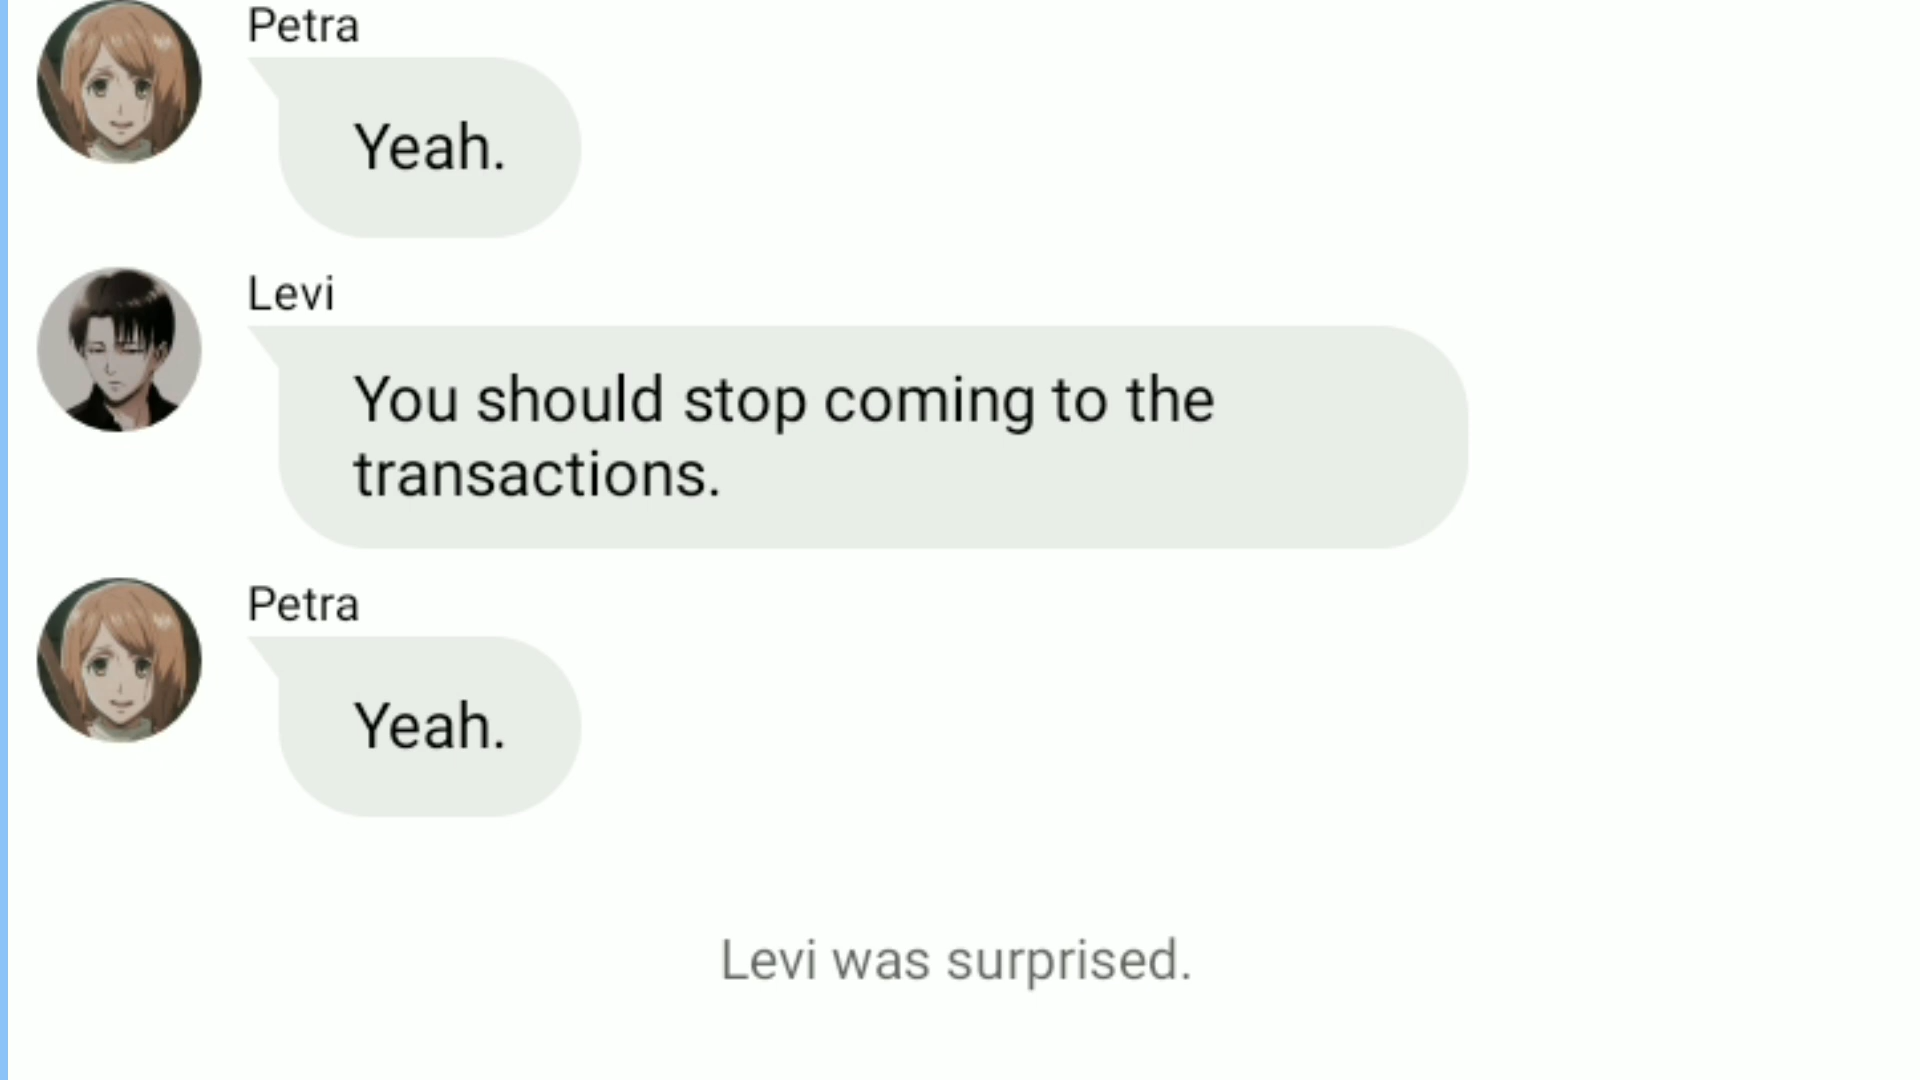 Petra
Yeah.
Levi
You should stop coming to the
transactions.
Petra
Yeah.
Levi was surprised.